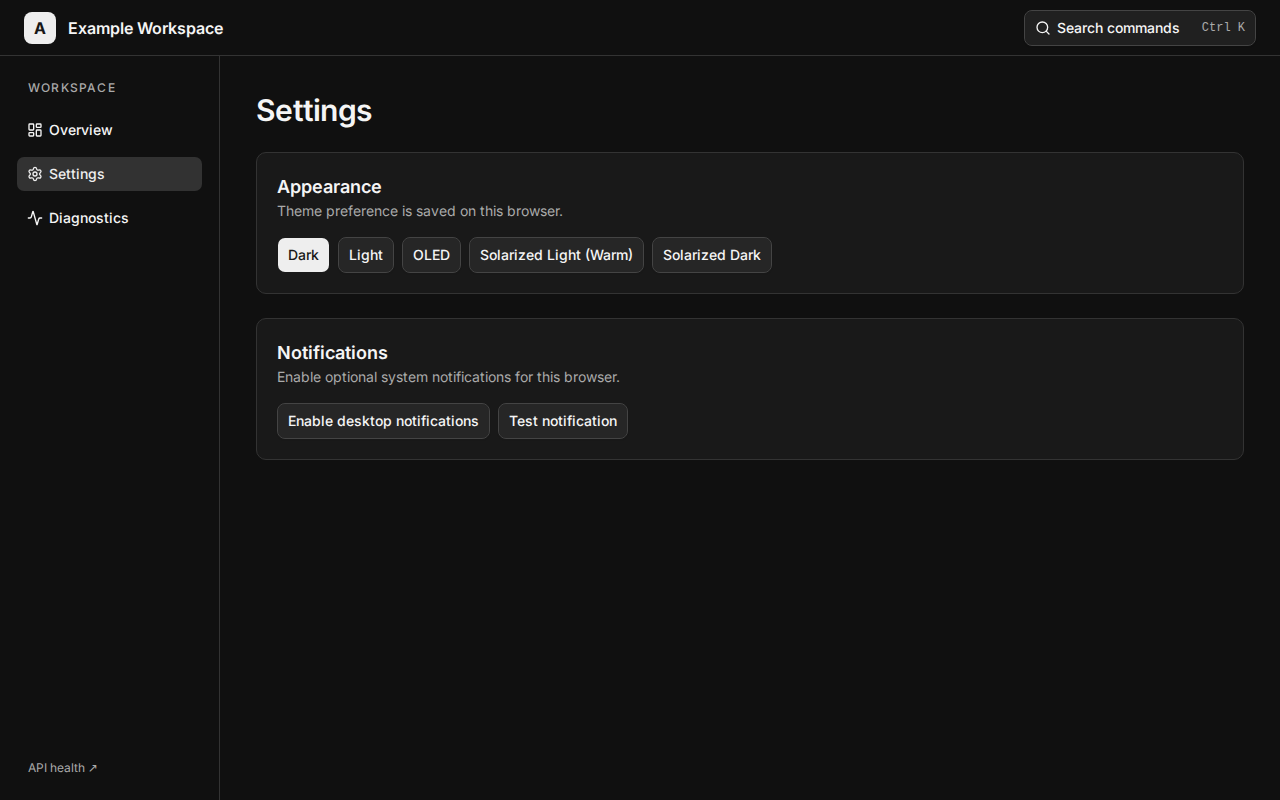 A Example Workspace
Search commands Ctrl K
WORKSPACE
Overview
Settings
Diagnostics
API health ↗
Settings
Appearance
Theme preference is saved on this browser.
Dark Light OLED Solarized Light (Warm) Solarized Dark
Notifications
Enable optional system notifications for this browser.
Enable desktop notifications Test notification